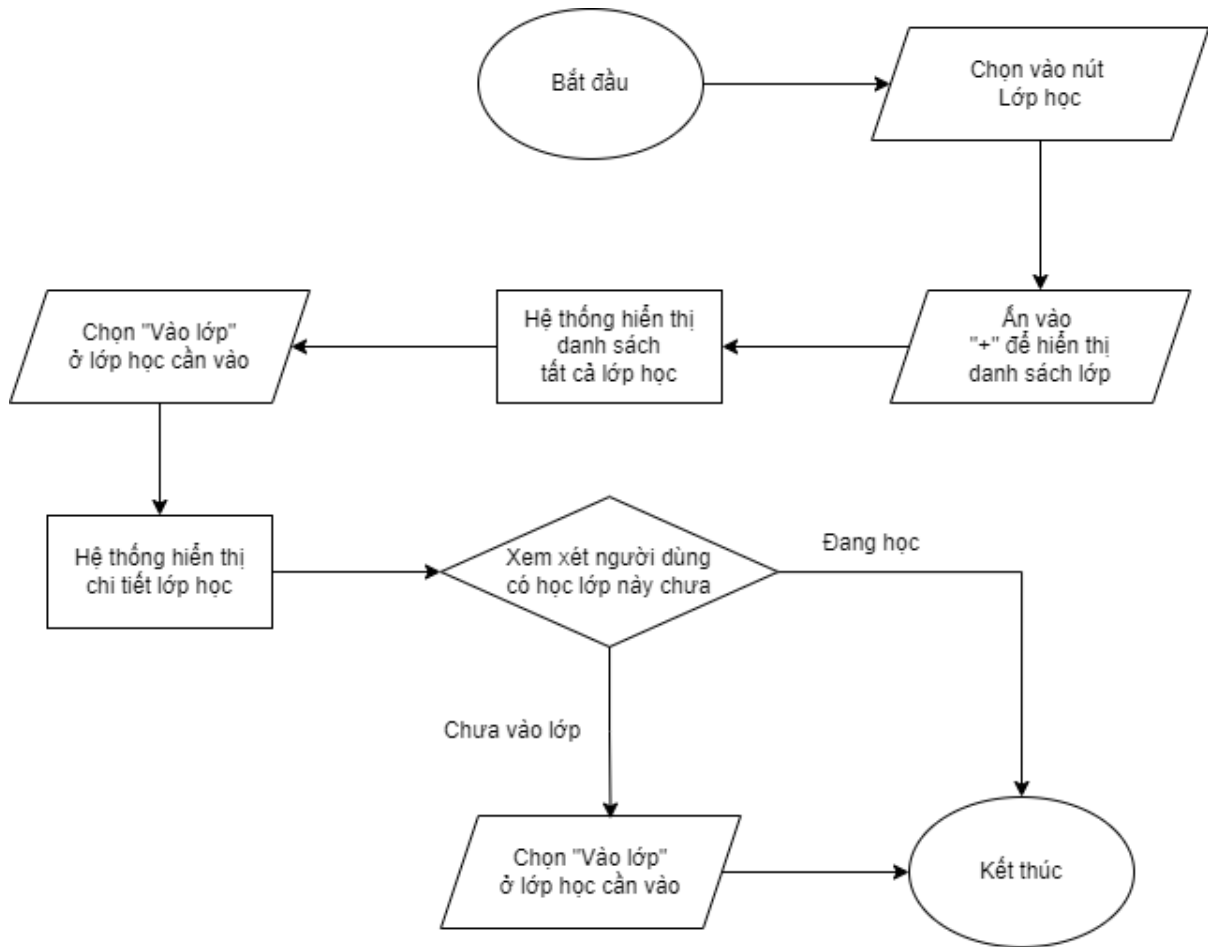 Bắt đầu
Chọn vào nút
Lớp học
Ấn vào
"+" để hiển thị
danh sách lớp
Hệ thống hiển thị
danh sách
tất cả lớp học
Chọn "Vào lớp"
ở lớp học cần vào
Hệ thống hiển thị
chi tiết lớp học
Xem xét người dùng
có học lớp này chưa
Đang học
Chưa vào lớp
Chọn "Vào lớp"
ở lớp học cần vào
Kết thúc